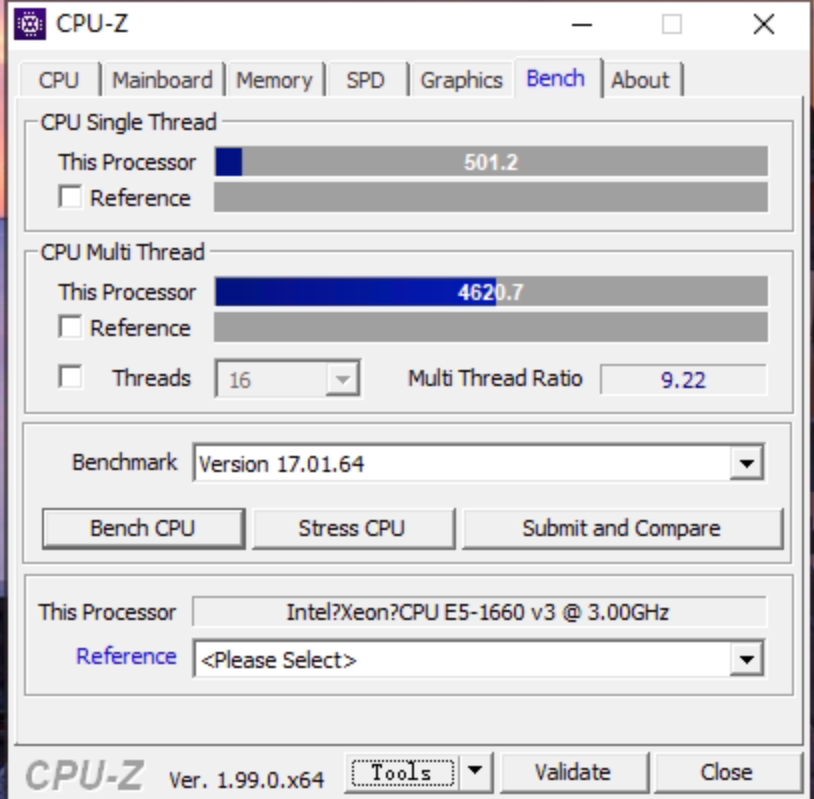 CPU-Z
CPU Mainboard Memory SPD Graphics Bench About
CPU Single Thread
This Processor 501.2
Reference
CPU Multi Thread
This Processor 4620.7
Reference
Threads 16 Multi Thread Ratio 9.22
Benchmark Version 17.01.64
Bench CPU Stress CPU Submit and Compare
This Processor Intel?Xeon?CPU E5-1660 v3 @ 3.00GHz
Reference <Please Select>
CPU-Z Ver. 1.99.0.x64 Tools Validate Close